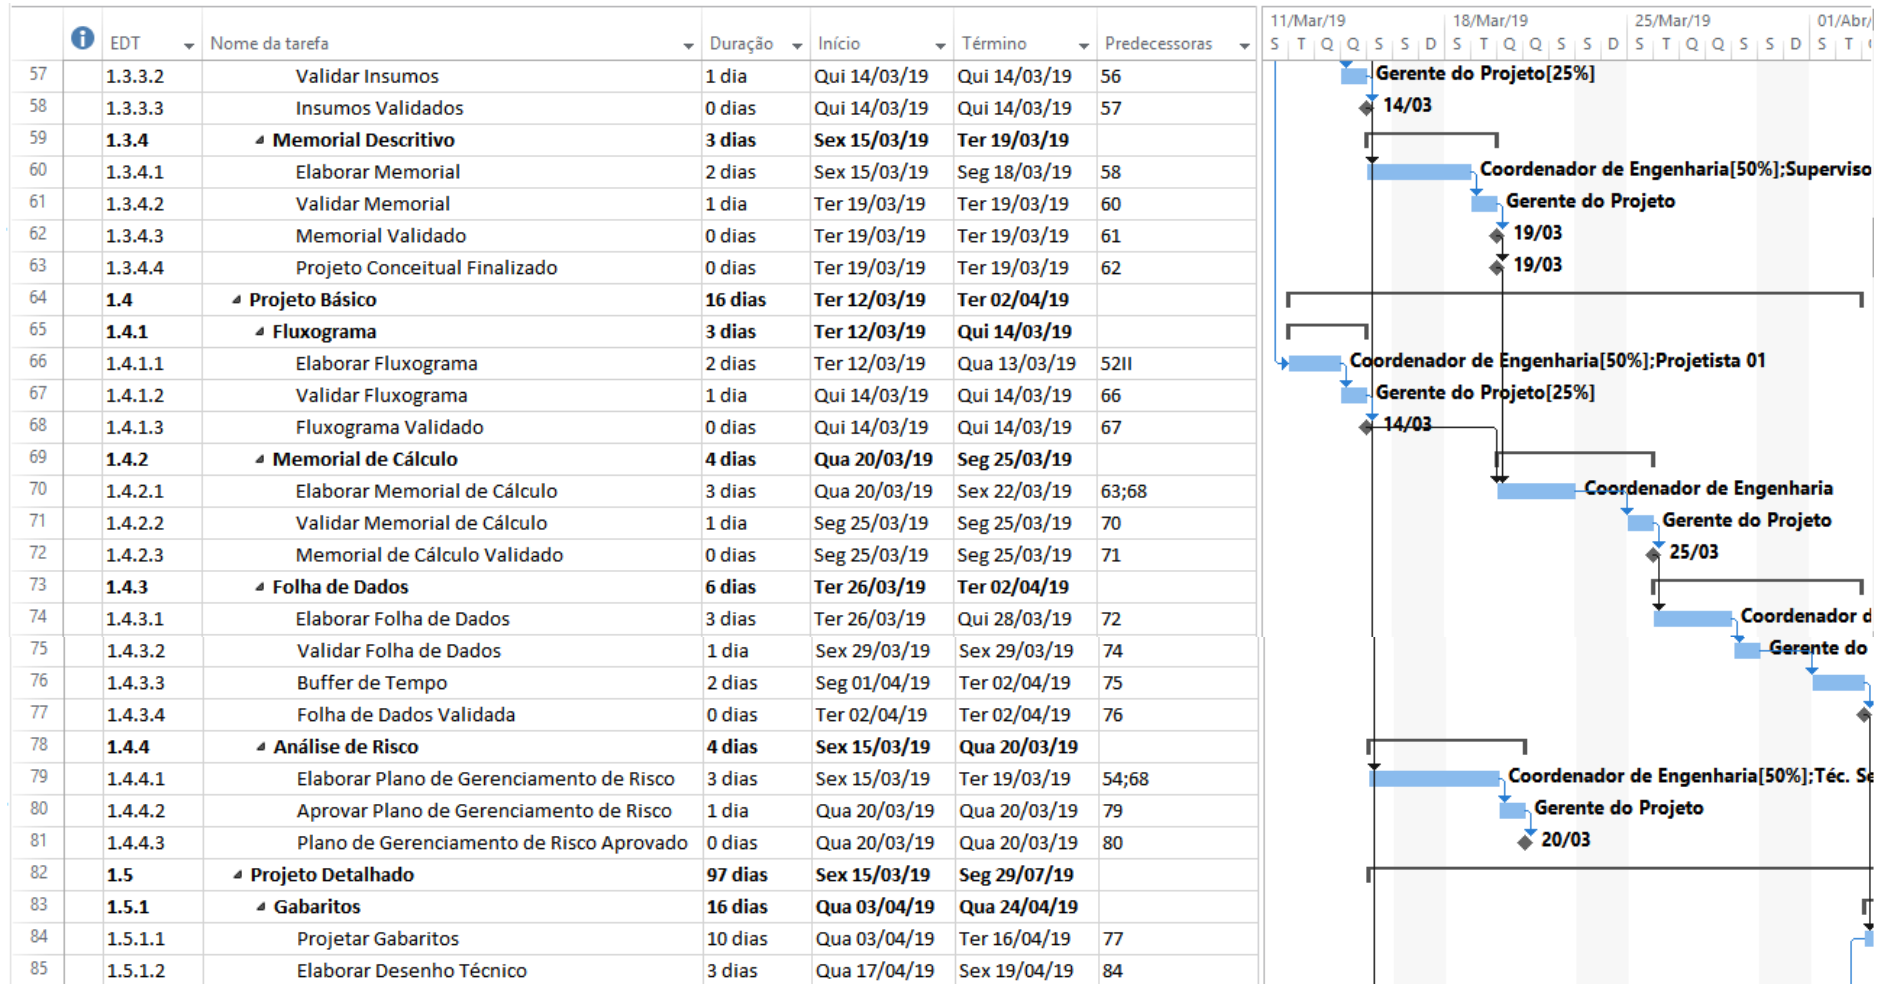 11/Mar/19 18/Mar/19 25/Mar/19 01/Abr/
EDT Nome da tarefa Duração Início Término Predecessoras S T Q Q S S D S T Q Q S S D S T Q Q S S D S T
57 1.3.3.2 Validar Insumos 1 dia Qui 14/03/19 Qui 14/03/19 56 Gerente do Projeto[25%]
58 1.3.3.3 Insumos Validados 0 dias Qui 14/03/19 Qui 14/03/19 57 14/03
59 1.3.4 Memorial Descritivo 3 dias Sex 15/03/19 Ter 19/03/19
60 1.3.4.1 Elaborar Memorial 2 dias Sex 15/03/19 Seg 18/03/19 58 Coordenador de Engenharia[50%];Superviso
61 1.3.4.2 Validar Memorial 1 dia Ter 19/03/19 Ter 19/03/19 60 Gerente do Projeto
62 1.3.4.3 Memorial Validado 0 dias Ter 19/03/19 Ter 19/03/19 61 19/03
63 1.3.4.4 Projeto Conceitual Finalizado 0 dias Ter 19/03/19 Ter 19/03/19 62 19/03
64 1.4 Projeto Básico 16 dias Ter 12/03/19 Ter 02/04/19
65 1.4.1 Fluxograma 3 dias Ter 12/03/19 Qui 14/03/19
66 1.4.1.1 Elaborar Fluxograma 2 dias Ter 12/03/19 Qua 13/03/19 52II Coordenador de Engenharia[50%];Projetista 01
67 1.4.1.2 Validar Fluxograma 1 dia Qui 14/03/19 Qui 14/03/19 66 Gerente do Projeto[25%]
68 1.4.1.3 Fluxograma Validado 0 dias Qui 14/03/19 Qui 14/03/19 67 14/03
69 1.4.2 Memorial de Cálculo 4 dias Qua 20/03/19 Seg 25/03/19
70 1.4.2.1 Elaborar Memorial de Cálculo 3 dias Qua 20/03/19 Sex 22/03/19 63;68 Coordenador de Engenharia
71 1.4.2.2 Validar Memorial de Cálculo 1 dia Seg 25/03/19 Seg 25/03/19 70 Gerente do Projeto
72 1.4.2.3 Memorial de Cálculo Validado 0 dias Seg 25/03/19 Seg 25/03/19 71 25/03
73 1.4.3 Folha de Dados 6 dias Ter 26/03/19 Ter 02/04/19
74 1.4.3.1 Elaborar Folha de Dados 3 dias Ter 26/03/19 Qui 28/03/19 72 Coordenador d
75 1.4.3.2 Validar Folha de Dados 1 dia Sex 29/03/19 Sex 29/03/19 74 Gerente do
76 1.4.3.3 Buffer de Tempo 2 dias Seg 01/04/19 Ter 02/04/19 75
77 1.4.3.4 Folha de Dados Validada 0 dias Ter 02/04/19 Ter 02/04/19 76
78 1.4.4 Análise de Risco 4 dias Sex 15/03/19 Qua 20/03/19
79 1.4.4.1 Elaborar Plano de Gerenciamento de Risco 3 dias Sex 15/03/19 Ter 19/03/19 54;68 Coordenador de Engenharia[50%];Téc. Se
80 1.4.4.2 Aprovar Plano de Gerenciamento de Risco 1 dia Qua 20/03/19 Qua 20/03/19 79 Gerente do Projeto
81 1.4.4.3 Plano de Gerenciamento de Risco Aprovado 0 dias Qua 20/03/19 Qua 20/03/19 80 20/03
82 1.5 Projeto Detalhado 97 dias Sex 15/03/19 Seg 29/07/19
83 1.5.1 Gabaritos 16 dias Qua 03/04/19 Qua 24/04/19
84 1.5.1.1 Projetar Gabaritos 10 dias Qua 03/04/19 Ter 16/04/19 77
85 1.5.1.2 Elaborar Desenho Técnico 3 dias Qua 17/04/19 Sex 19/04/19 84